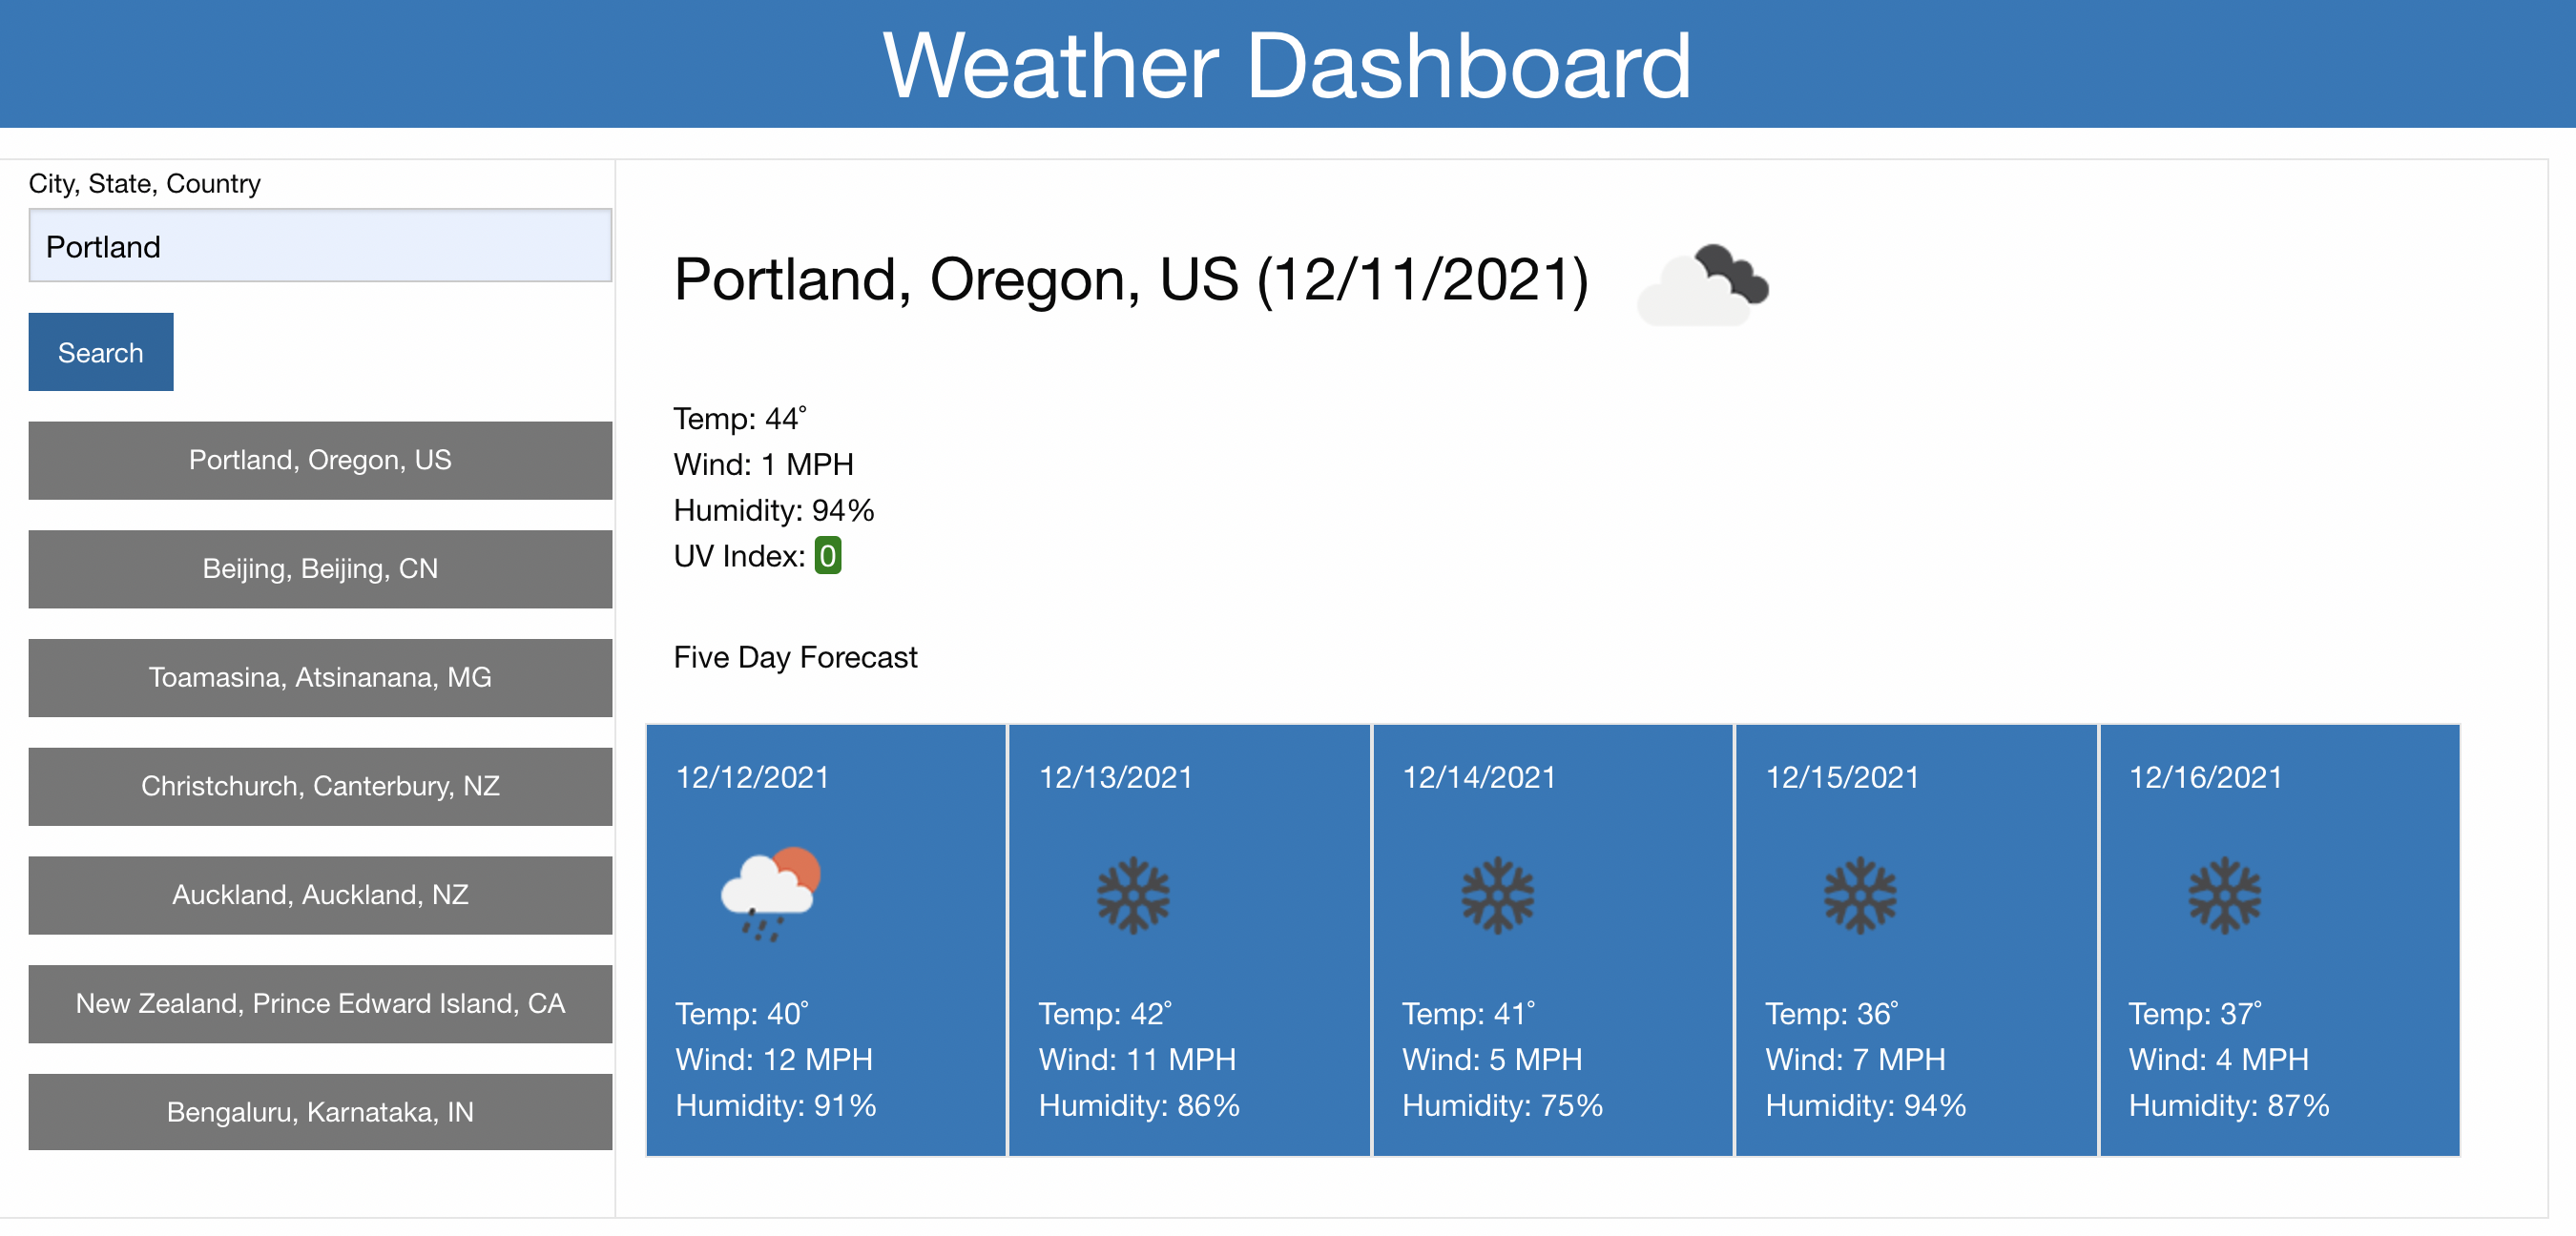 Weather Dashboard
City, State, Country
Portland
Search
Portland, Oregon, US
Beijing, Beijing, CN
Toamasina, Atsinanana, MG
Christchurch, Canterbury, NZ
Auckland, Auckland, NZ
New Zealand, Prince Edward Island, CA
Bengaluru, Karnataka, IN
Portland, Oregon, US (12/11/2021)
Temp: 44°
Wind: 1 MPH
Humidity: 94%
UV Index: 0
Five Day Forecast
12/12/2021
Temp: 40°
Wind: 12 MPH
Humidity: 91%
12/13/2021
Temp: 42°
Wind: 11 MPH
Humidity: 86%
12/14/2021
Temp: 41°
Wind: 5 MPH
Humidity: 75%
12/15/2021
Temp: 36°
Wind: 7 MPH
Humidity: 94%
12/16/2021
Temp: 37°
Wind: 4 MPH
Humidity: 87%